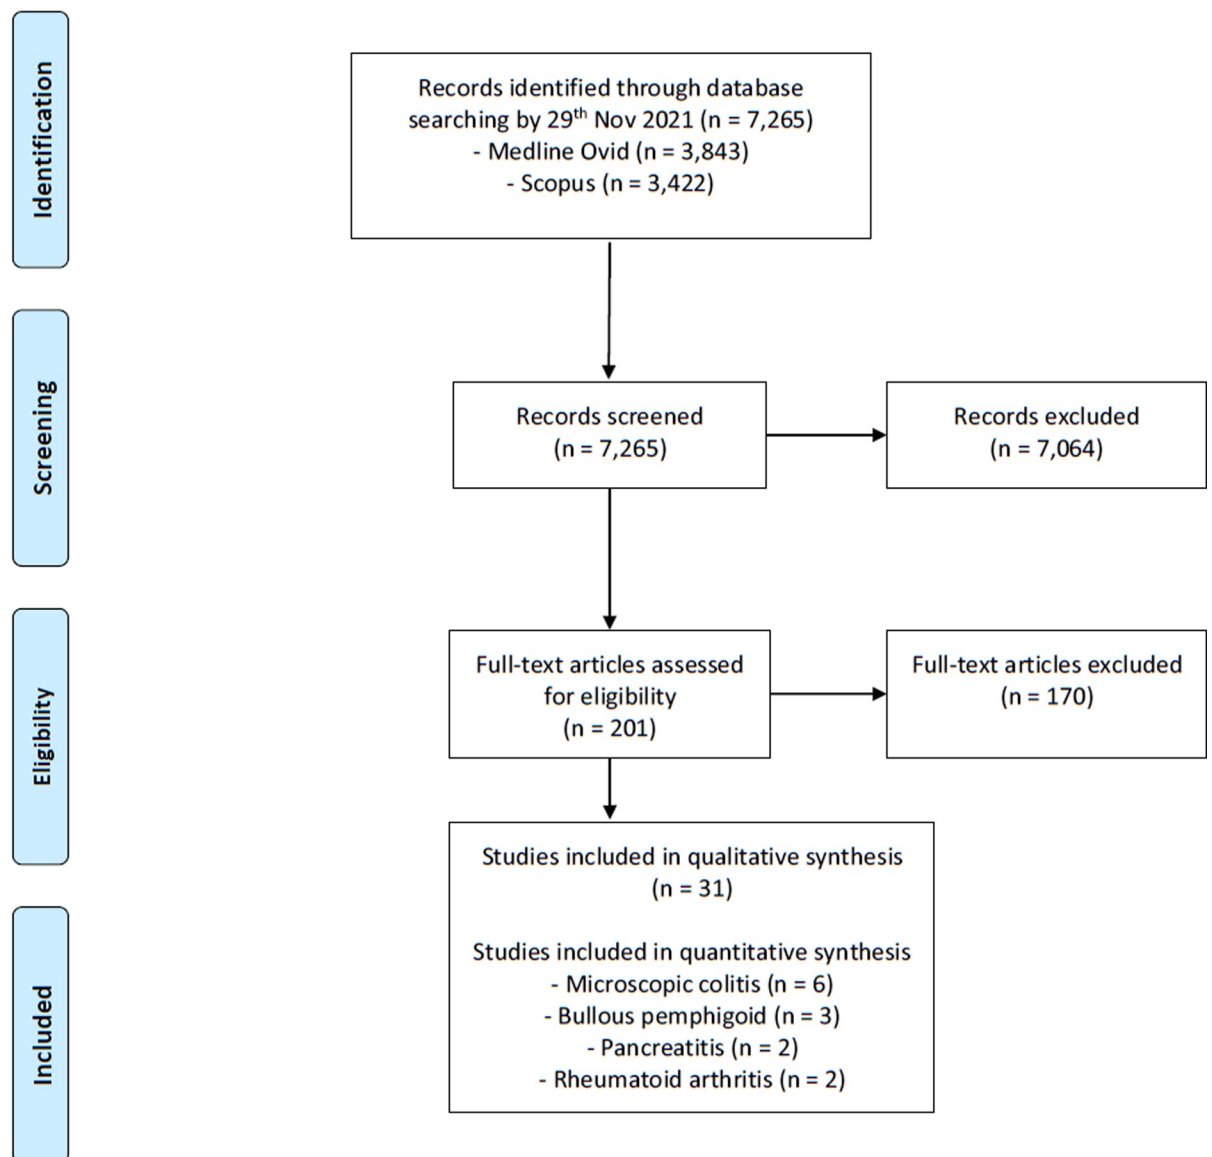 Identification
Records identified through database
searching by 29th Nov 2021 (n = 7,265)
- Medline Ovid (n = 3,843)
- Scopus (n = 3,422)
Screening
Records screened
(n = 7,265)
Records excluded
(n = 7,064)
Eligibility
Full-text articles assessed
for eligibility
(n = 201)
Full-text articles excluded
(n = 170)
Included
Studies included in qualitative synthesis
(n = 31)
Studies included in quantitative synthesis
- Microscopic colitis (n = 6)
- Bullous pemphigoid (n = 3)
- Pancreatitis (n = 2)
- Rheumatoid arthritis (n = 2)